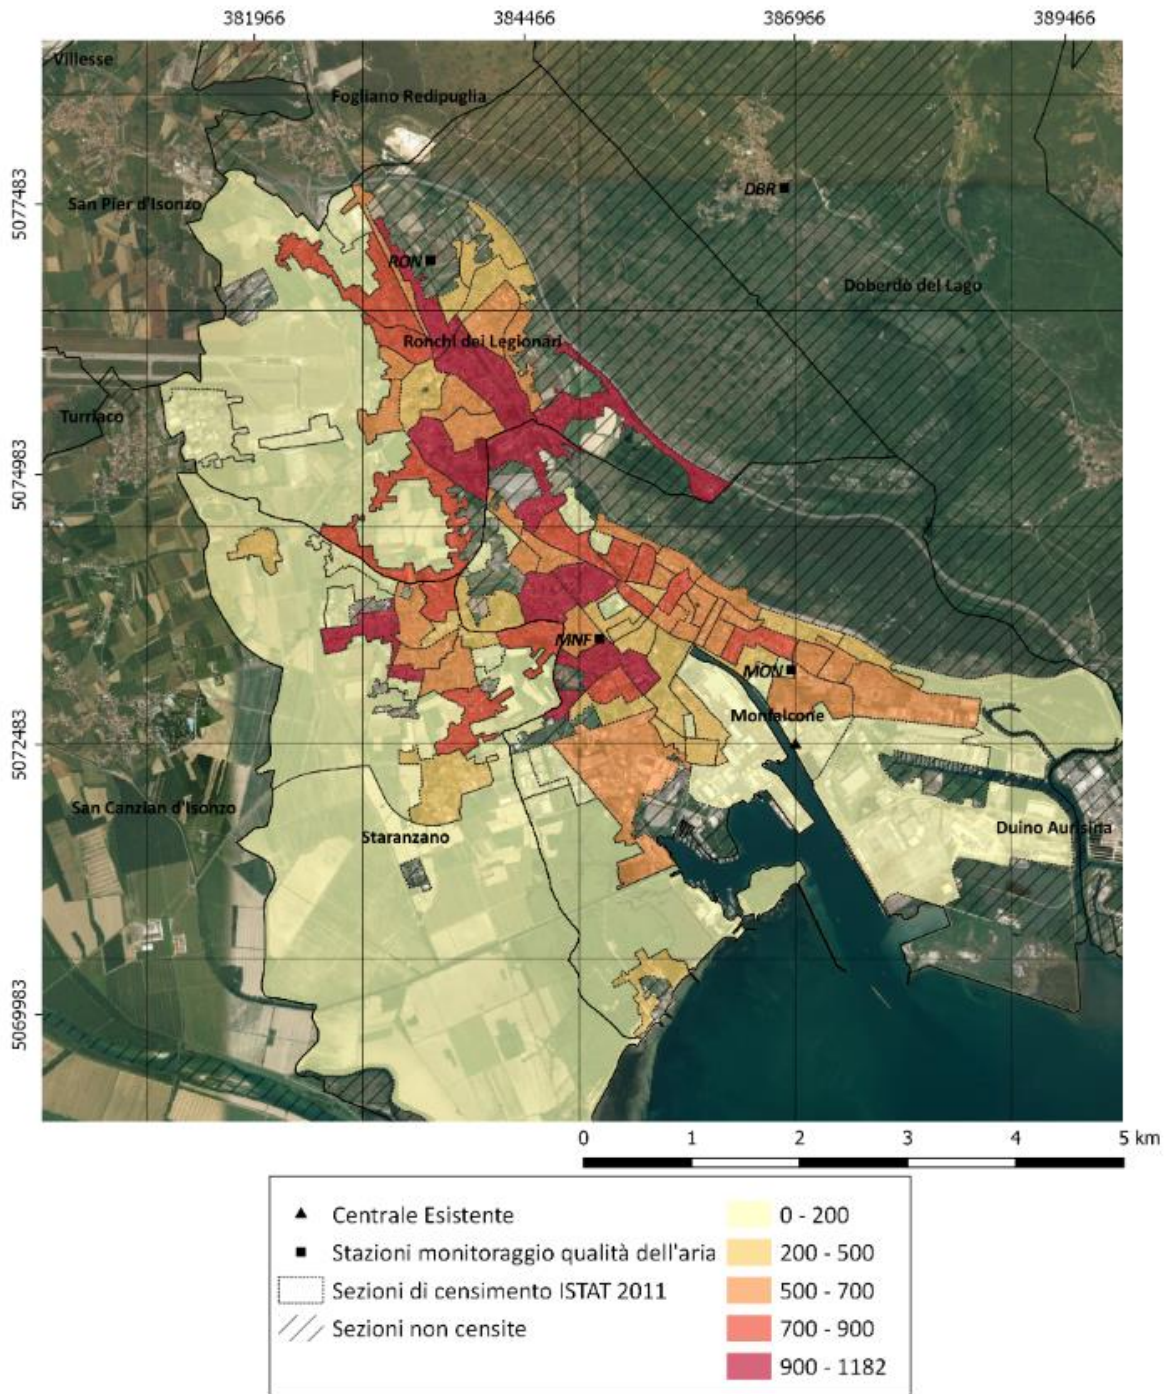 381966 384466 386966 389466
Villesse
Fogliano Redipuglia
5077483
San Pier d'Isonzo
DBR
RON
Doberdò del Lago
Ronchi dei Legionari
Turriaco
5074983
MNF
MON
Monfalcone
5072483
San Canzian d'Isonzo
Staranzano
Duino Aurisina
5069983
0 1 2 3 4 5 km
Centrale Esistente
Stazioni monitoraggio qualità dell'aria
Sezioni di censimento ISTAT 2011
Sezioni non censite
0 - 200
200 - 500
500 - 700
700 - 900
900 - 1182